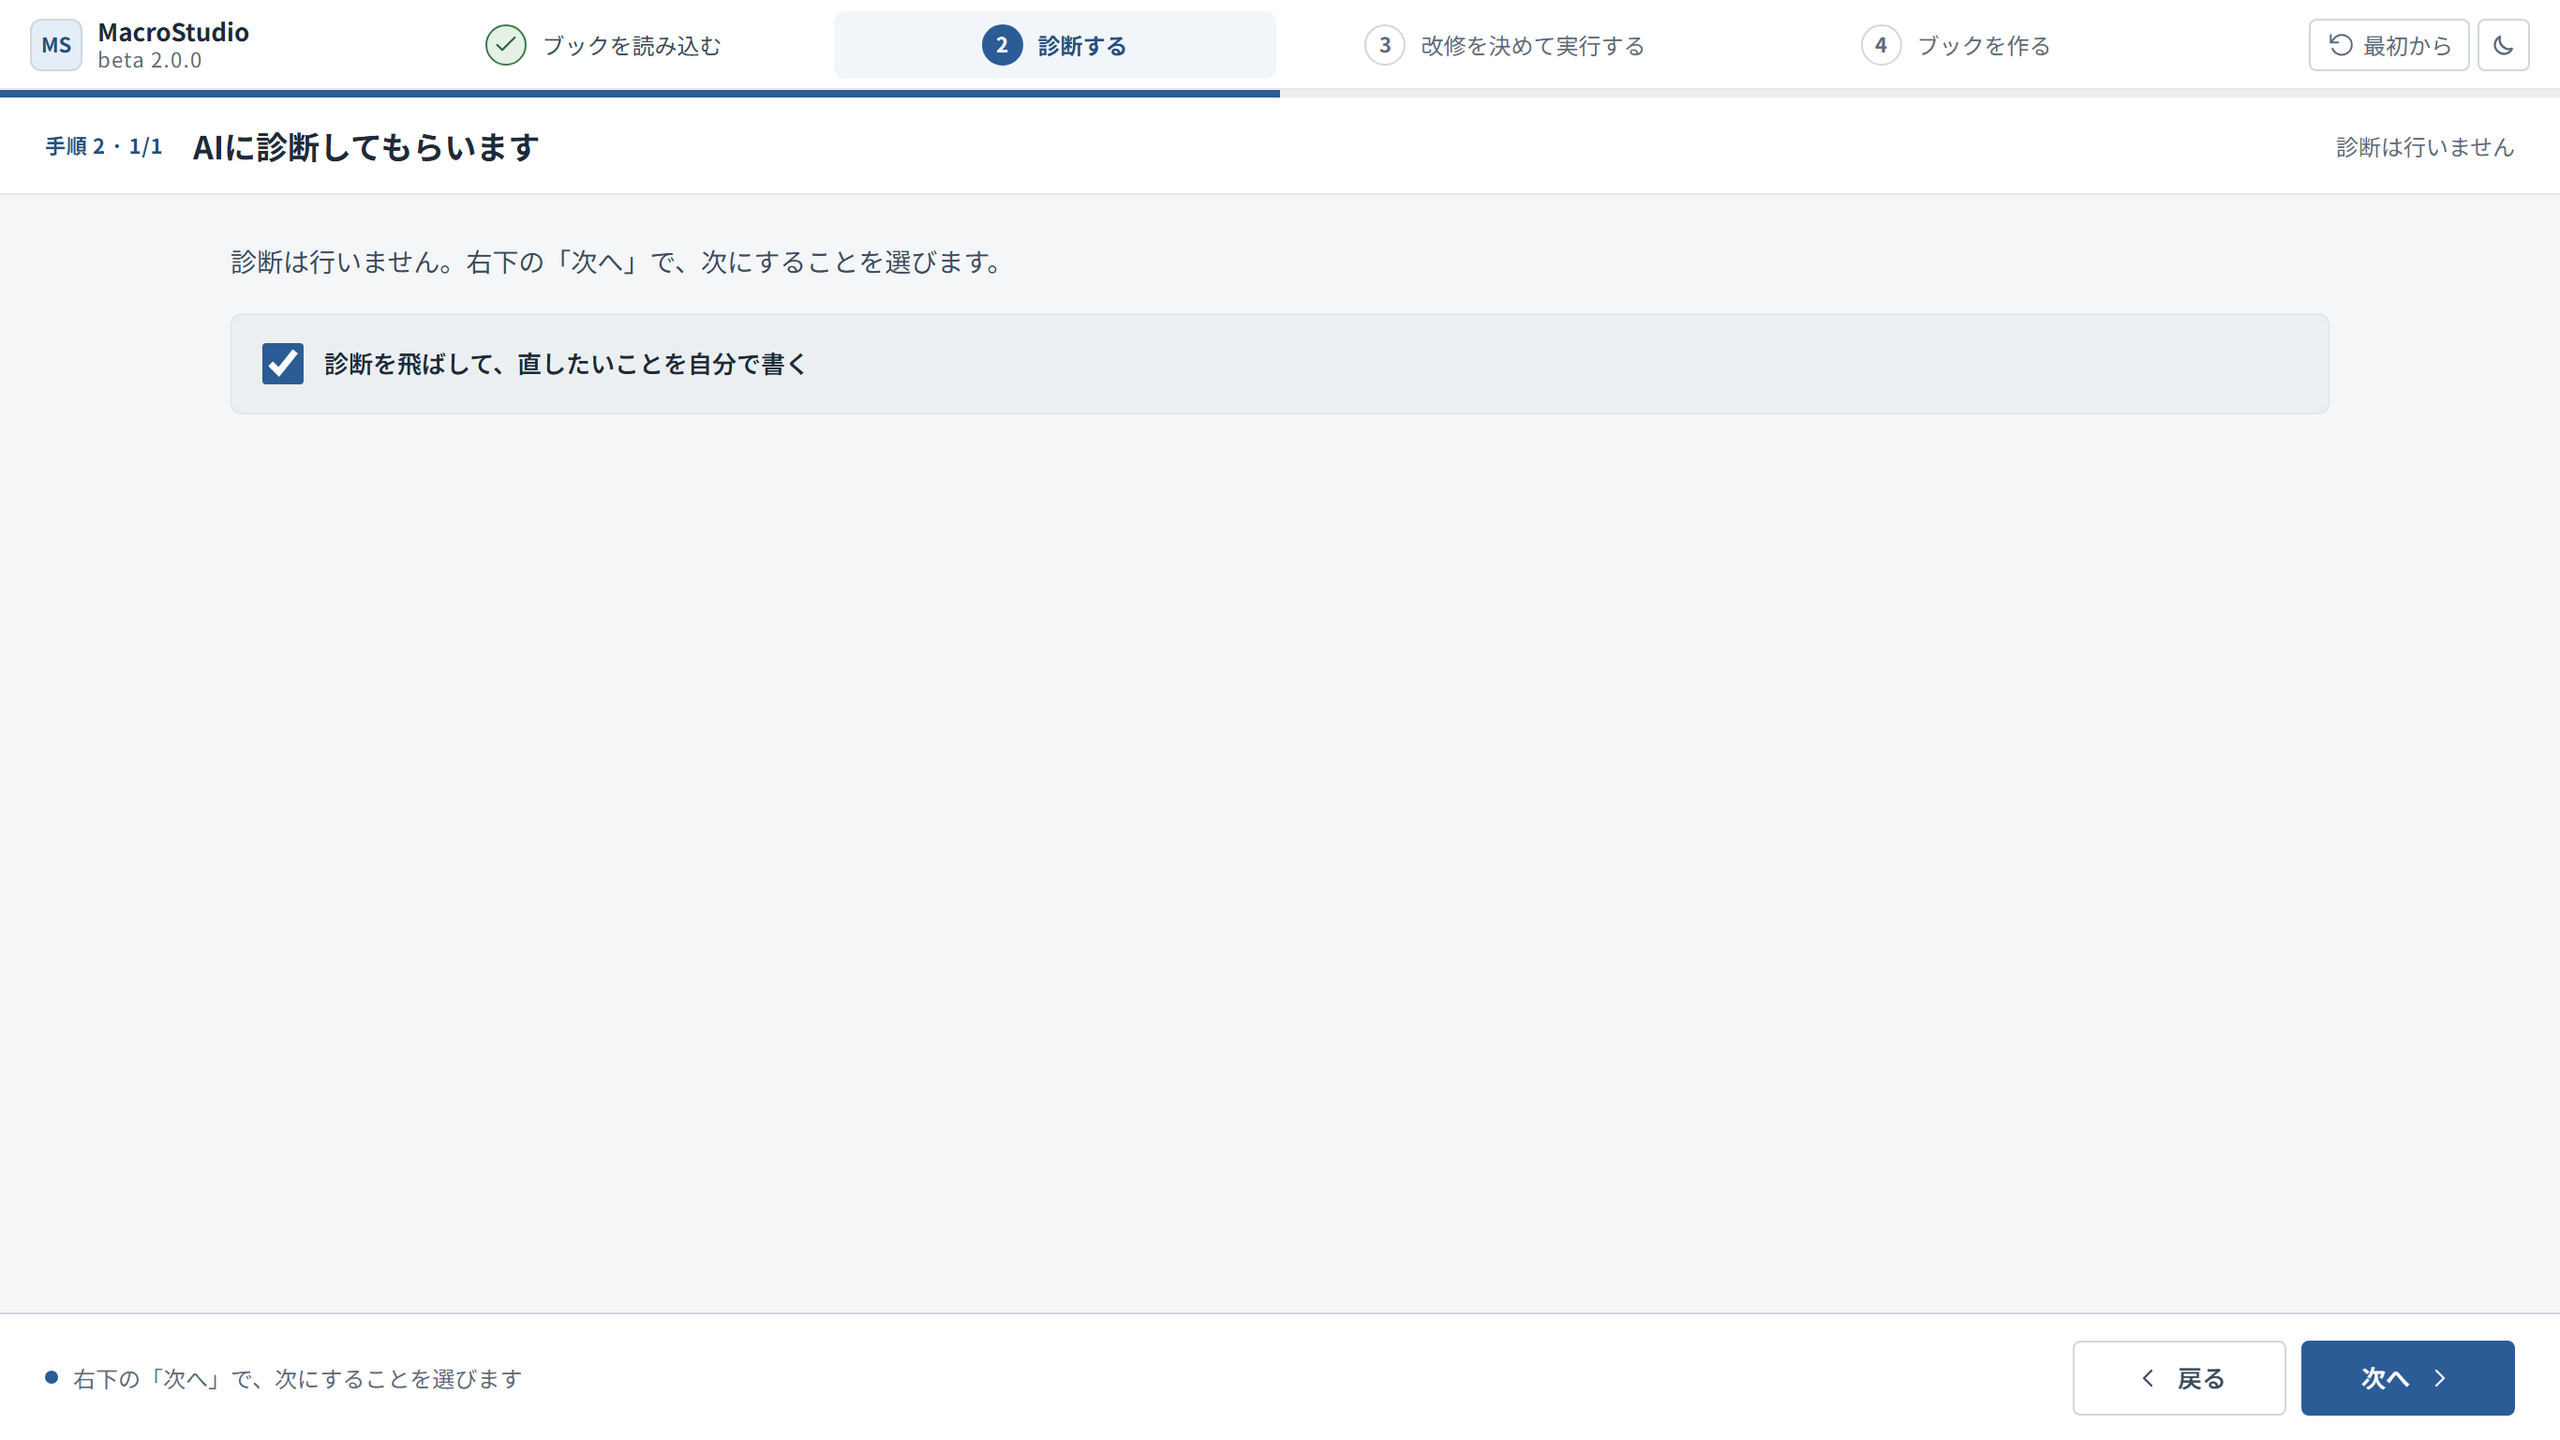 MS
MacroStudio
beta 2.0.0
ブックを読み込む
2 診断する
3 改修を決めて実行する
4 ブックを作る
最初から
手順 2・1/1
AIに診断してもらいます
診断は行いません
診断は行いません。右下の「次へ」で、次にすることを選びます。
診断を飛ばして、直したいことを自分で書く
右下の「次へ」で、次にすることを選びます
戻る
次へ